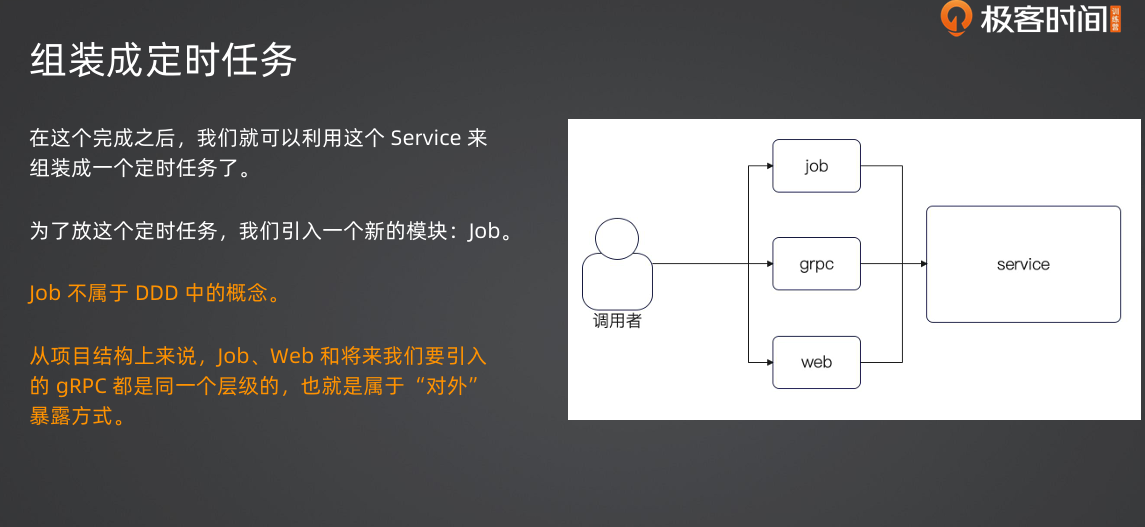 极客时间
训练营
组装成定时任务
在这个完成之后，我们就可以利用这个 Service 来
组装成一个定时任务了。
为了放这个定时任务，我们引入一个新的模块：Job。
Job 不属于 DDD 中的概念。
从项目结构上来说，Job、Web 和将来我们要引入
的 gRPC 都是同一个层级的，也就是属于“对外”
暴露方式。
job
grpc
web
service
调用者